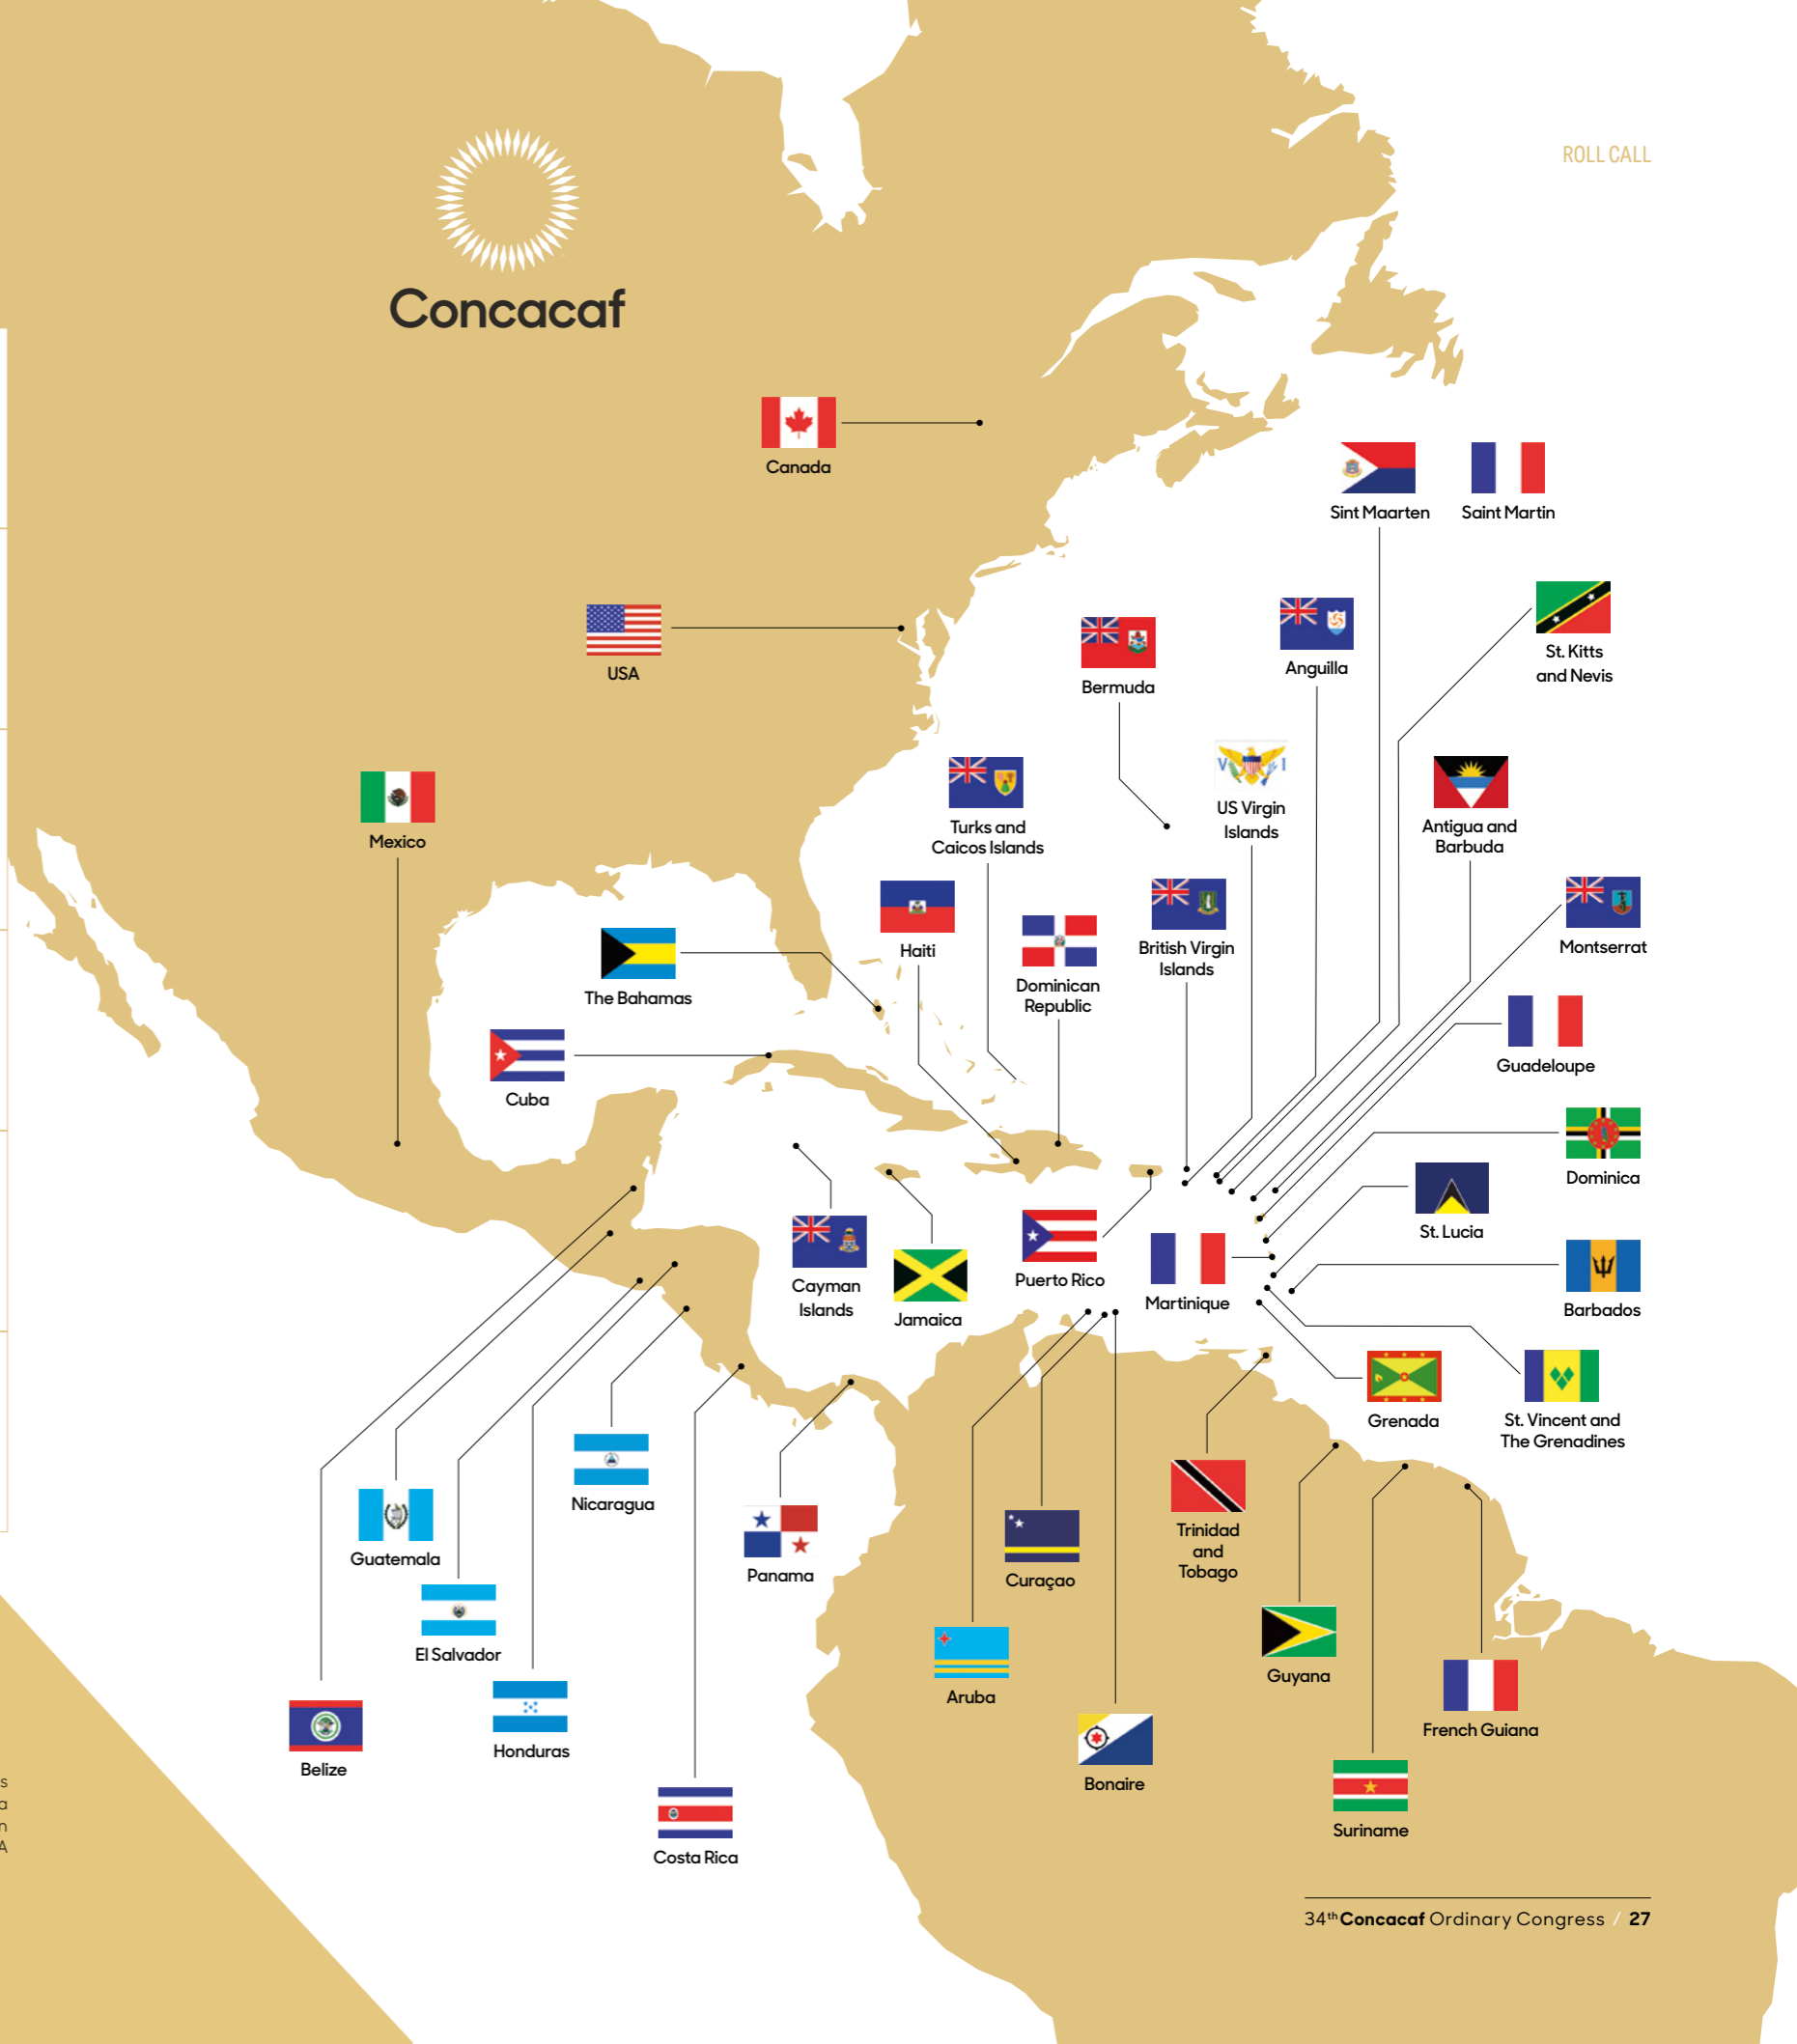 ROLL CALL
Concacaf
Canada
Sint Maarten
Saint Martin
USA
Bermuda
Anguilla
St. Kitts
and Nevis
Mexico
Turks and
Caicos Islands
US Virgin
Islands
Antigua and
Barbuda
V I
Haiti
British Virgin
Islands
Montserrat
The Bahamas
Dominican
Republic
Guadeloupe
Cuba
Dominica
St. Lucia
Cayman
Islands
Jamaica
Puerto Rico
Martinique
Barbados
Grenada
St. Vincent and
The Grenadines
Nicaragua
Guatemala
Panama
Curaçao
Trinidad
and
Tobago
El Salvador
Aruba
Guyana
French Guiana
Belize
Honduras
Bonaire
Suriname
Costa Rica
s
a
n
A
34th Concacaf Ordinary Congress / 27